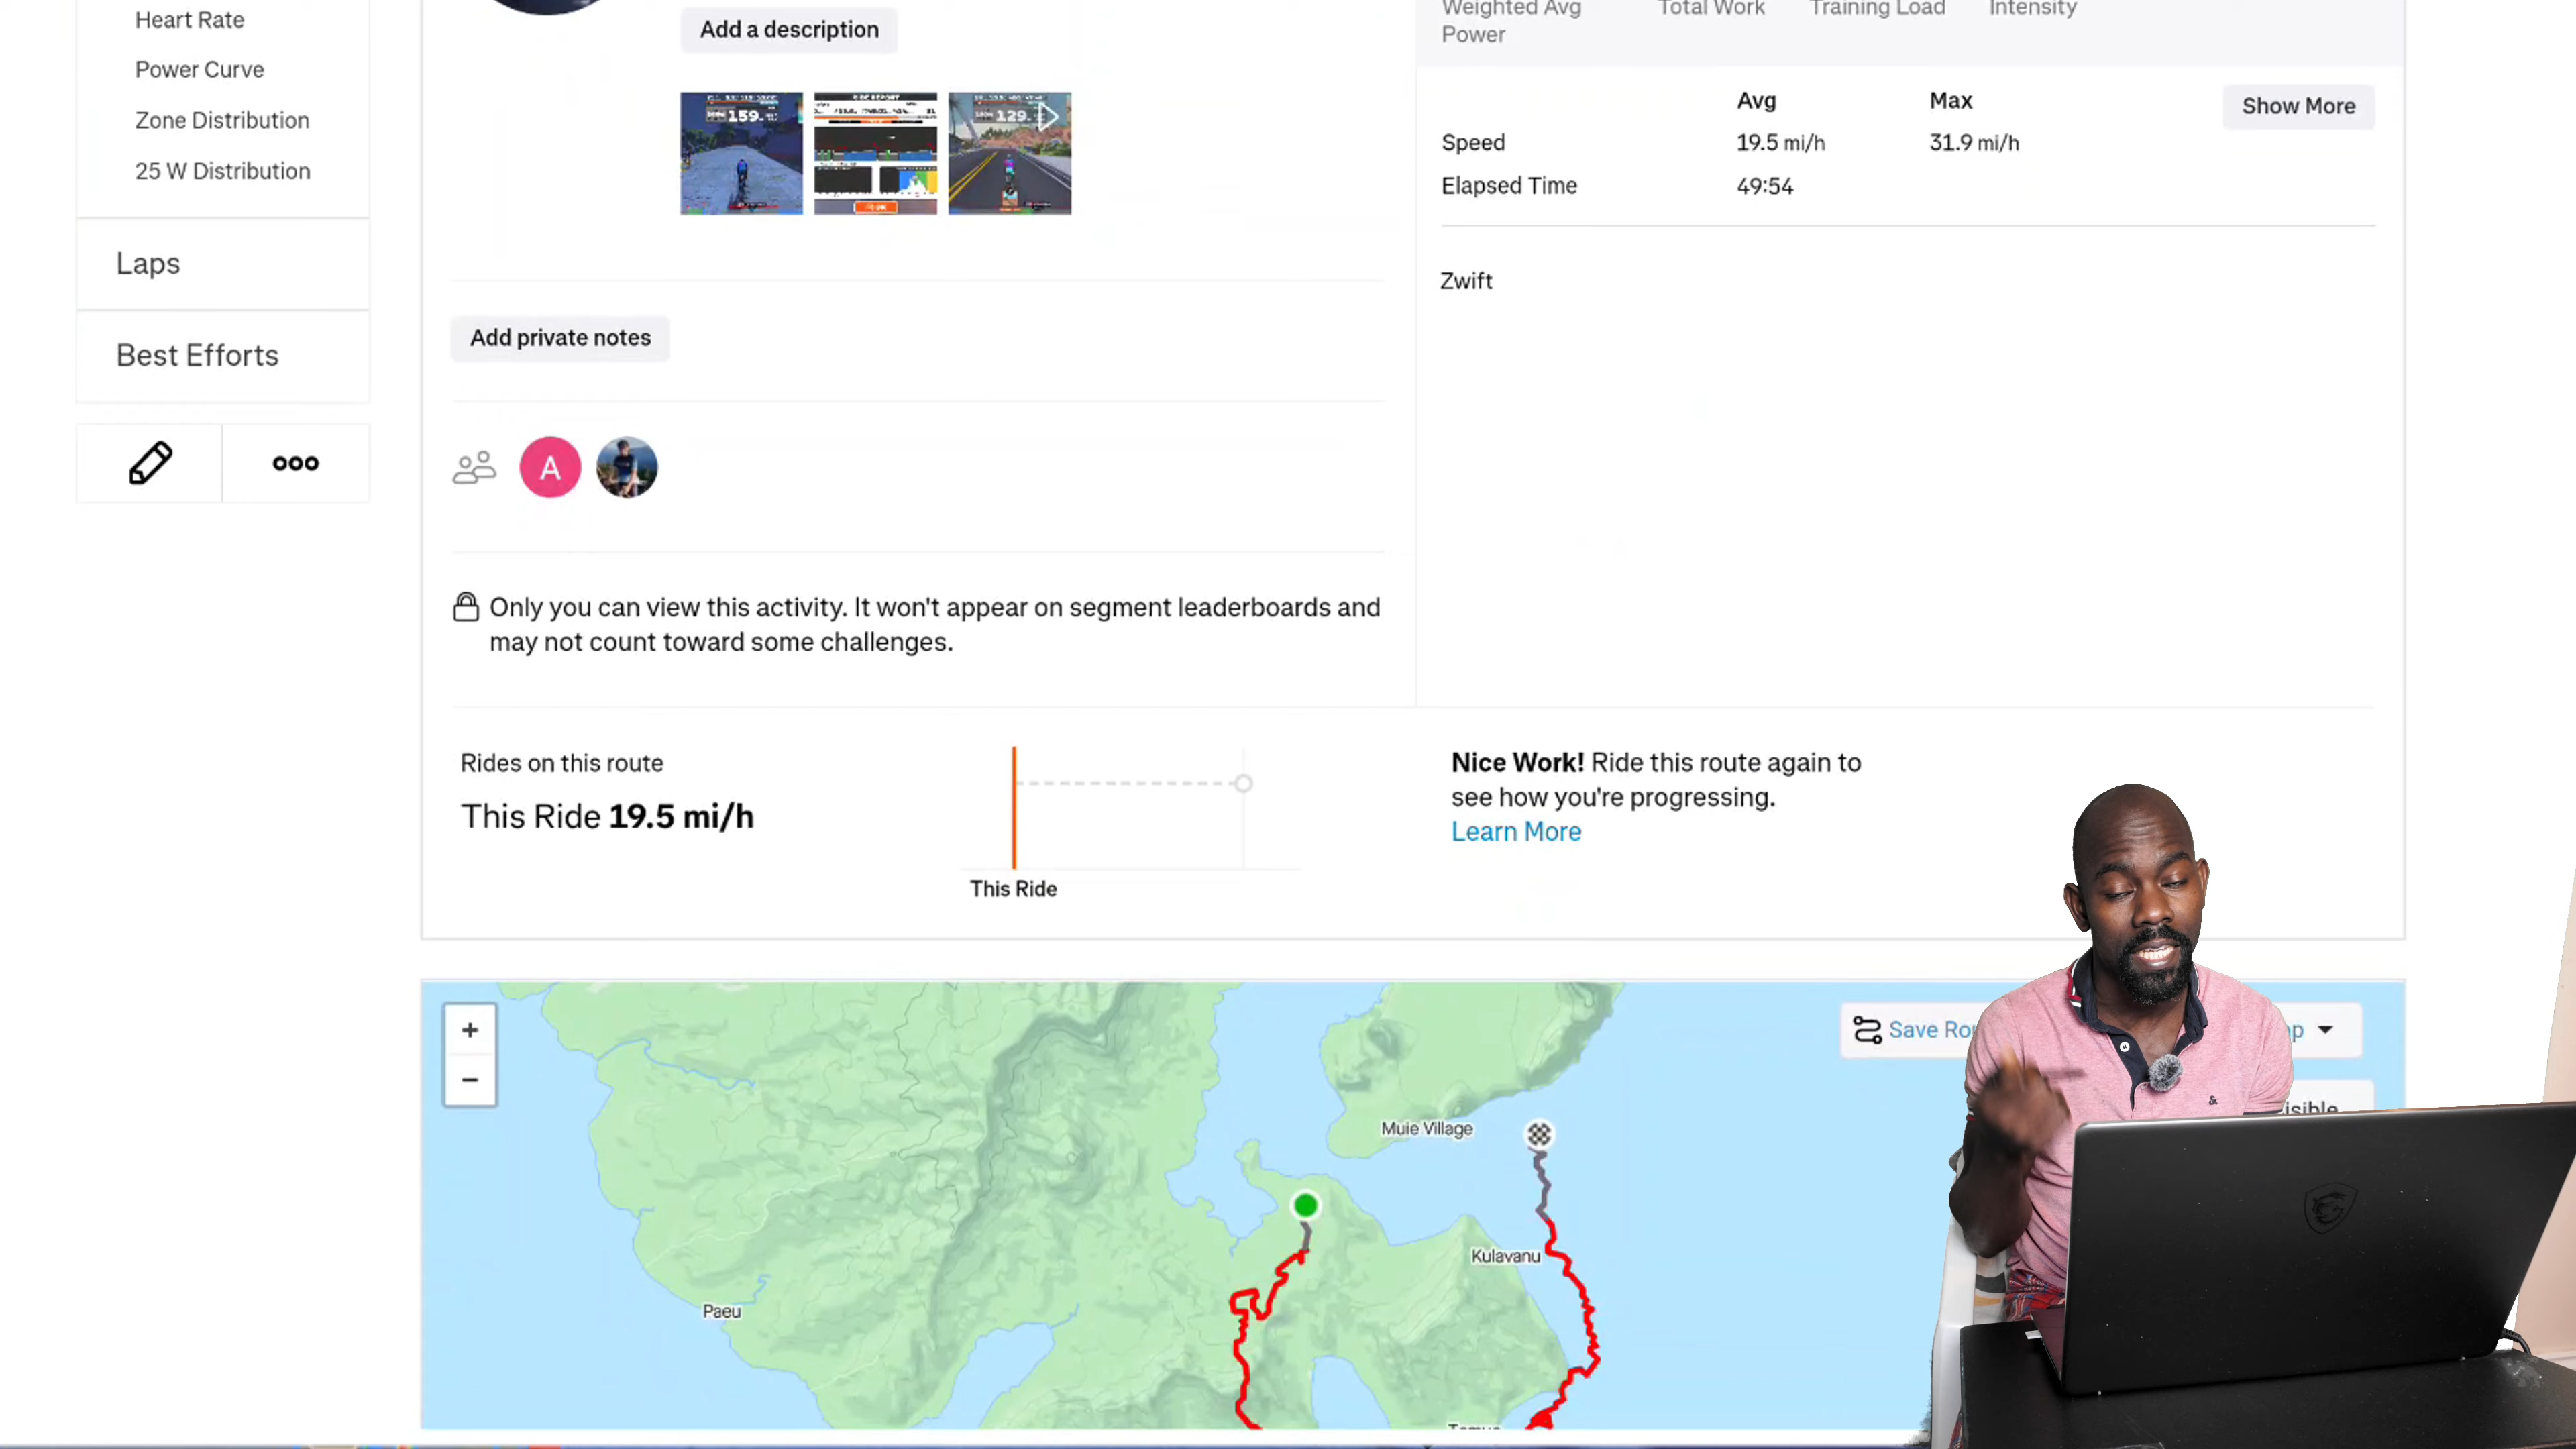 Heart Rate
Power Curve
Zone Distribution
25 W Distribution
Laps
Best Efforts
Add a description
159
129
Add private notes
A
Only you can view this activity. It won't appear on segment leaderboards and
may not count toward some challenges.
Weighted Avg
Power
Total Work
Training Load
Intensity
Avg
Max
Show More
Speed
19.5 mi/h
31.9 mi/h
Elapsed Time
49:54
Zwift
Rides on this route
This Ride 19.5 mi/h
This Ride
Nice Work! Ride this route again to
see how you're progressing.
Learn More
+
−
Save
Muie Village
Kulavanu
Paeu
&